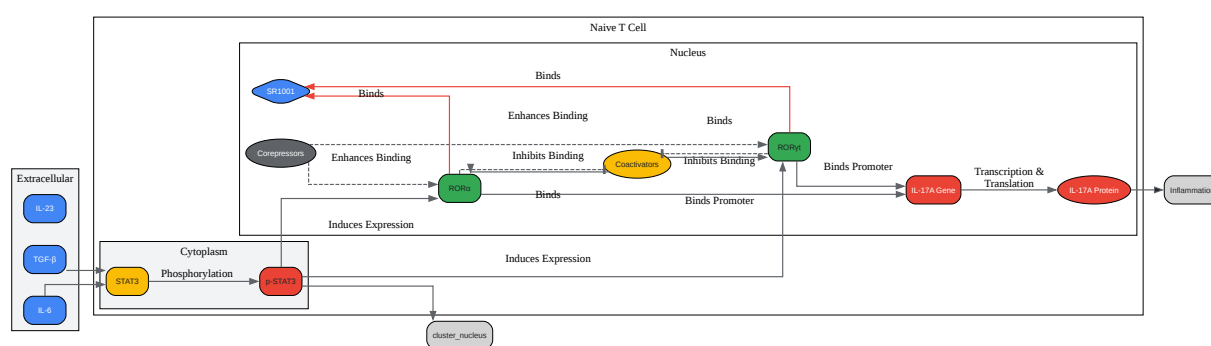 Naive T Cell
Nucleus
Binds
SR1001
Binds
Enhances Binding
Binds
Corepressors
Enhances Binding
Inhibits Binding
Coactivators
Inhibits Binding
RORγt
Binds Promoter
Transcription &
Translation
Extracellular
RORα
Binds
Binds Promoter
IL-17A Gene
IL-17A Protein
Inflammation
IL-23
Induces Expression
Cytoplasm
TGF-β
Induces Expression
STAT3
Phosphorylation
p-STAT3
IL-6
cluster_nucleus